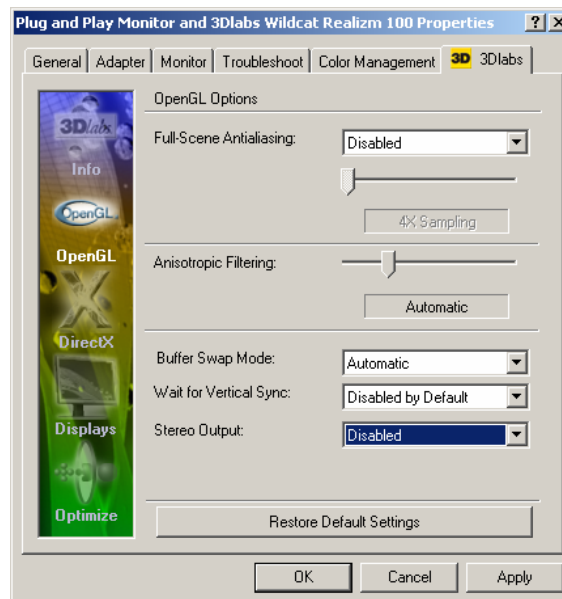 Plug and Play Monitor and 3Dlabs Wildcat Realizm 100 Properties
General Adapter Monitor Troubleshoot Color Management 3D 3Dlabs
3Dlabs
Info
OpenGL
OpenGL
DirectX
Displays
Optimize
OpenGL Options
Full-Scene Antialiasing: Disabled
4X Sampling
Anisotropic Filtering:
Automatic
Buffer Swap Mode: Automatic
Wait for Vertical Sync: Disabled by Default
Stereo Output: Disabled
Restore Default Settings
OK Cancel Apply